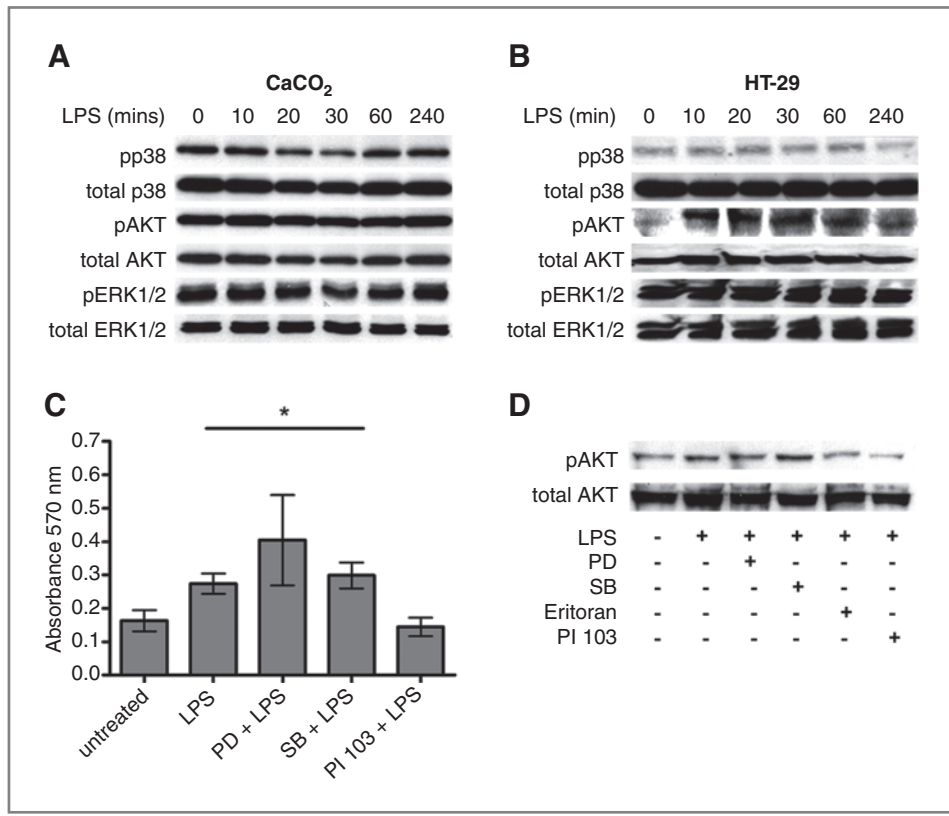 A
CaCO₂
LPS (mins) 0 10 20 30 60 240
pp38
total p38
pAKT
total AKT
pERK1/2
total ERK1/2
B
HT-29
LPS (min) 0 10 20 30 60 240
pp38
total p38
pAKT
total AKT
pERK1/2
total ERK1/2
C
*
Absorbance 570 nm
0.7
0.6
0.5
0.4
0.3
0.2
0.1
0.0
untreated
LPS
PD + LPS
SB + LPS
PI 103 + LPS
D
pAKT
total AKT
LPS - + + + + +
PD - - + - - -
SB - - - + - -
Eritoran - - - - + -
PI 103 - - - - - +